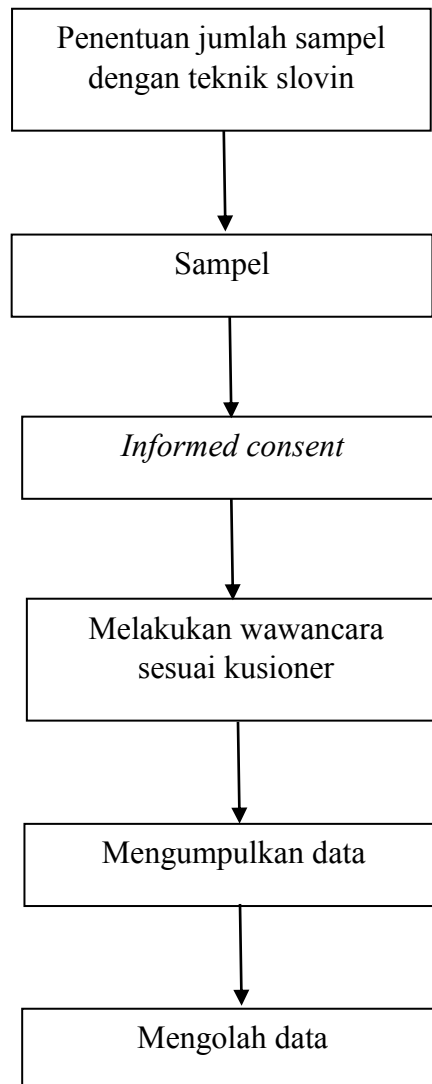 Penentuan jumlah sampel
dengan teknik slovin
Sampel
Informed consent
Melakukan wawancara
sesuai kusioner
Mengumpulkan data
Mengolah data